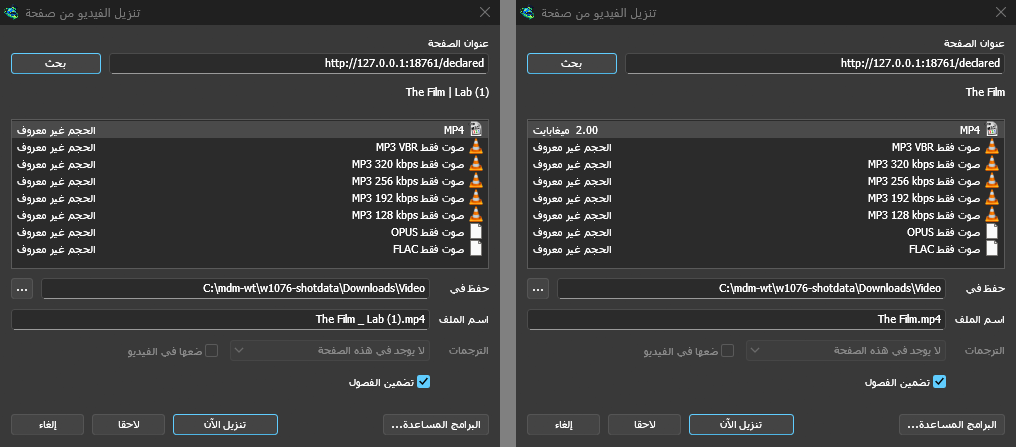 تنزيل الفيديو من صفحة
عنوان الصفحة
http://127.0.0.1:18761/declared
بحث
The Film | Lab (1)
MP4 الحجم غير معروف
صوت فقط MP3 VBR الحجم غير معروف
صوت فقط MP3 320 kbps الحجم غير معروف
صوت فقط MP3 256 kbps الحجم غير معروف
صوت فقط MP3 192 kbps الحجم غير معروف
صوت فقط MP3 128 kbps الحجم غير معروف
صوت فقط OPUS الحجم غير معروف
صوت فقط FLAC الحجم غير معروف
حفظ في C:\mdm-wt\w1076-shotdata\Downloads\Video ...
اسم الملف The Film _ Lab (1).mp4
الترجمات لا يوجد في هذه الصفحة ضعها في الفيديو
تضمين الفصول
البرامج المساعدة... تنزيل الآن لاحقا إلغاء
تنزيل الفيديو من صفحة
عنوان الصفحة
http://127.0.0.1:18761/declared
بحث
The Film
MP4 2.00 ميغابايت
صوت فقط MP3 VBR الحجم غير معروف
صوت فقط MP3 320 kbps الحجم غير معروف
صوت فقط MP3 256 kbps الحجم غير معروف
صوت فقط MP3 192 kbps الحجم غير معروف
صوت فقط MP3 128 kbps الحجم غير معروف
صوت فقط OPUS الحجم غير معروف
صوت فقط FLAC الحجم غير معروف
حفظ في C:\mdm-wt\w1076-shotdata\Downloads\Video ...
اسم الملف The Film.mp4
الترجمات لا يوجد في هذه الصفحة ضعها في الفيديو
تضمين الفصول
البرامج المساعدة... تنزيل الآن لاحقا إلغاء